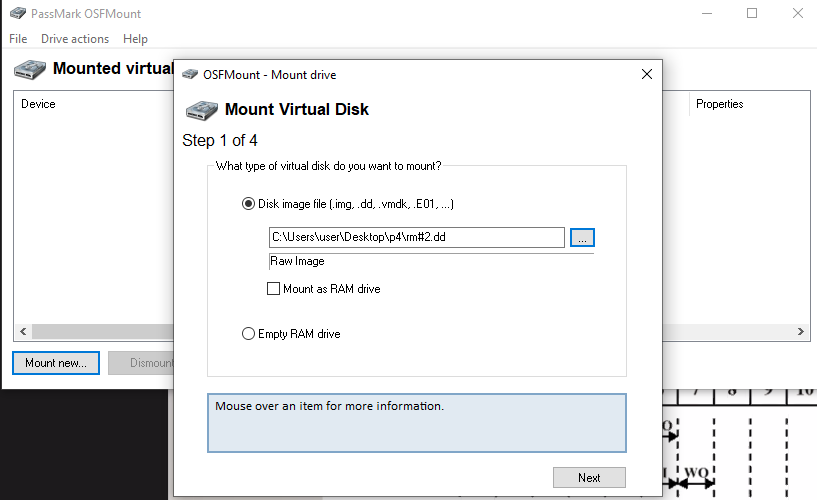 PassMark OSFMount
File Drive actions Help
Mounted virtual
Device
Properties
Mount new...
Dismount
OSFMount - Mount drive
Mount Virtual Disk
Step 1 of 4
What type of virtual disk do you want to mount?
Disk image file (.img, .dd, .vmdk, .E01, ...)
C:\Users\user\Desktop\p4\rm#2.dd
...
Raw Image
Mount as RAM drive
Empty RAM drive
Mouse over an item for more information.
Next
7 8 9 10
WO